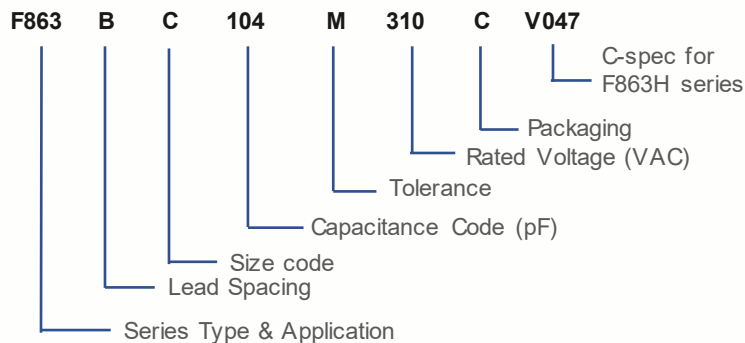 F863 B C 104 M 310 C V047
C-spec for
F863H series
Packaging
Rated Voltage (VAC)
Tolerance
Capacitance Code (pF)
Size code
Lead Spacing
Series Type & Application